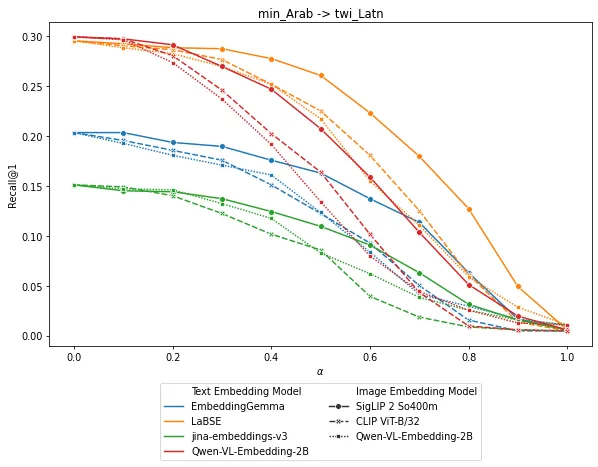 min_Arab -> twi_Latn
Recall@1
0.30
0.25
0.20
0.15
0.10
0.05
0.00
0.0 0.2 0.4 0.6 0.8 1.0
α
Text Embedding Model
EmbeddingGemma
LaBSE
jina-embeddings-v3
Qwen-VL-Embedding-2B
Image Embedding Model
SigLIP 2 So400m
CLIP ViT-B/32
Qwen-VL-Embedding-2B